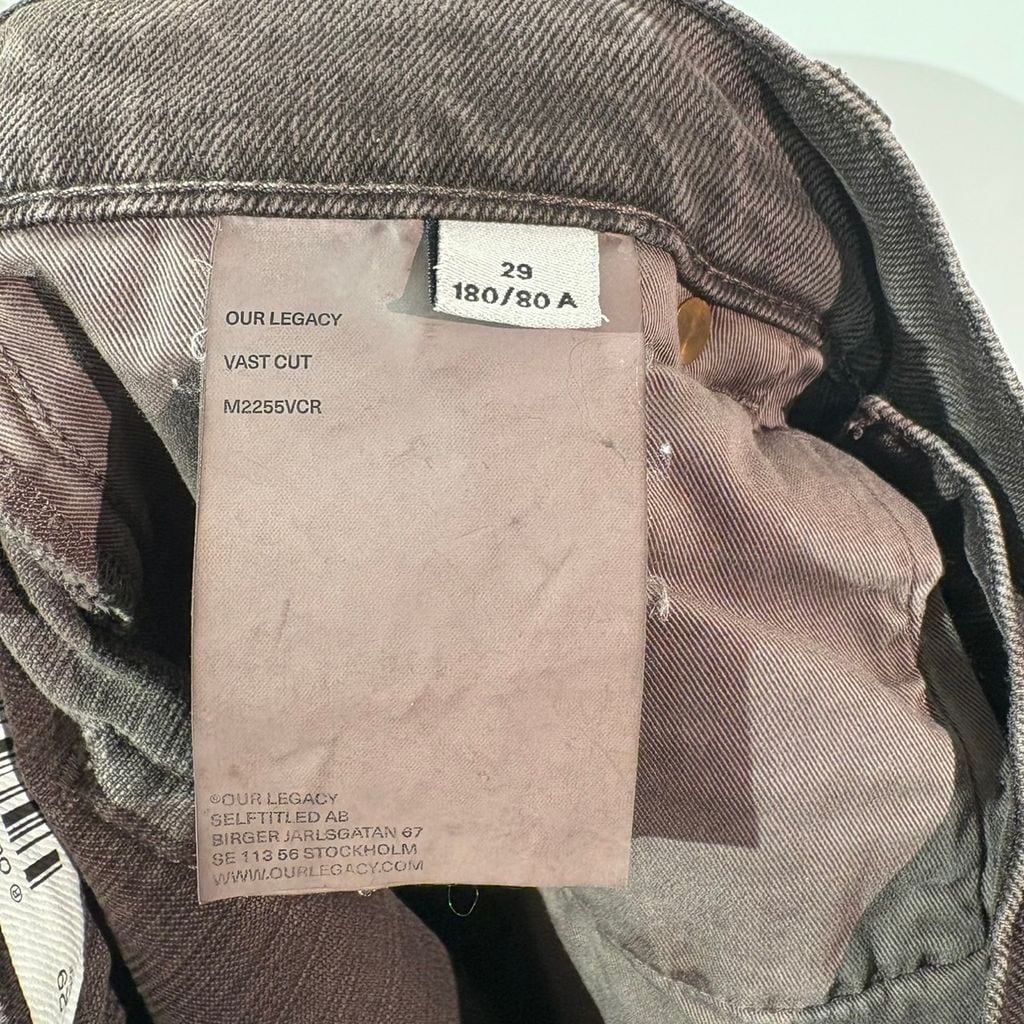 29
180/80 A
OUR LEGACY
VAST CUT
M2255VCR
©OUR LEGACY
SELFTITLED AB
BIRGER JARLSGATAN 67
SE 113 56 STOCKHOLM
WWW.OURLEGACY.COM
®